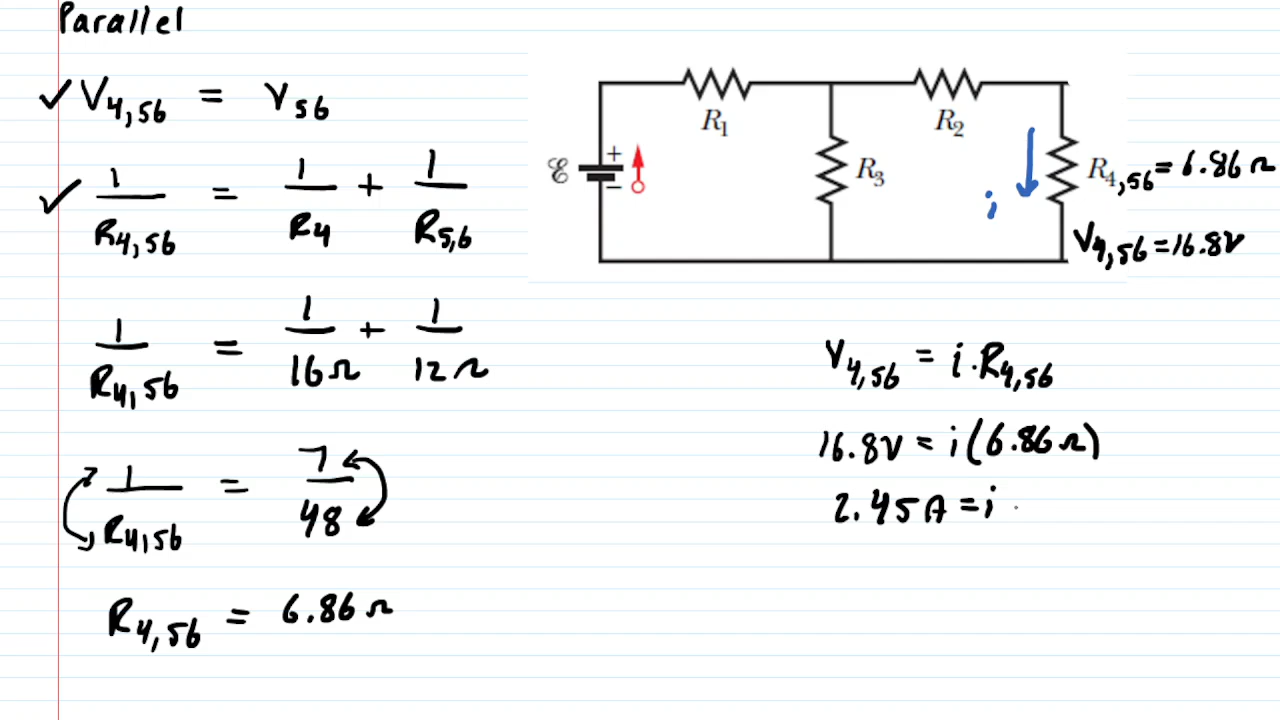 Parallel
✓ V4,56 = V56
✓ 1/R4,56 = 1/R4 + 1/R5,6
1/R4,56 = 1/16Ω + 1/12Ω
1/R4,56 = 7/48
R4,56 = 6.86Ω
R1
R2
ℰ
+
−
R3
i
R4,56 = 6.86Ω
V4,56 = 16.8V
V4,56 = i · R4,56
16.8V = i(6.86Ω)
2.45A = i